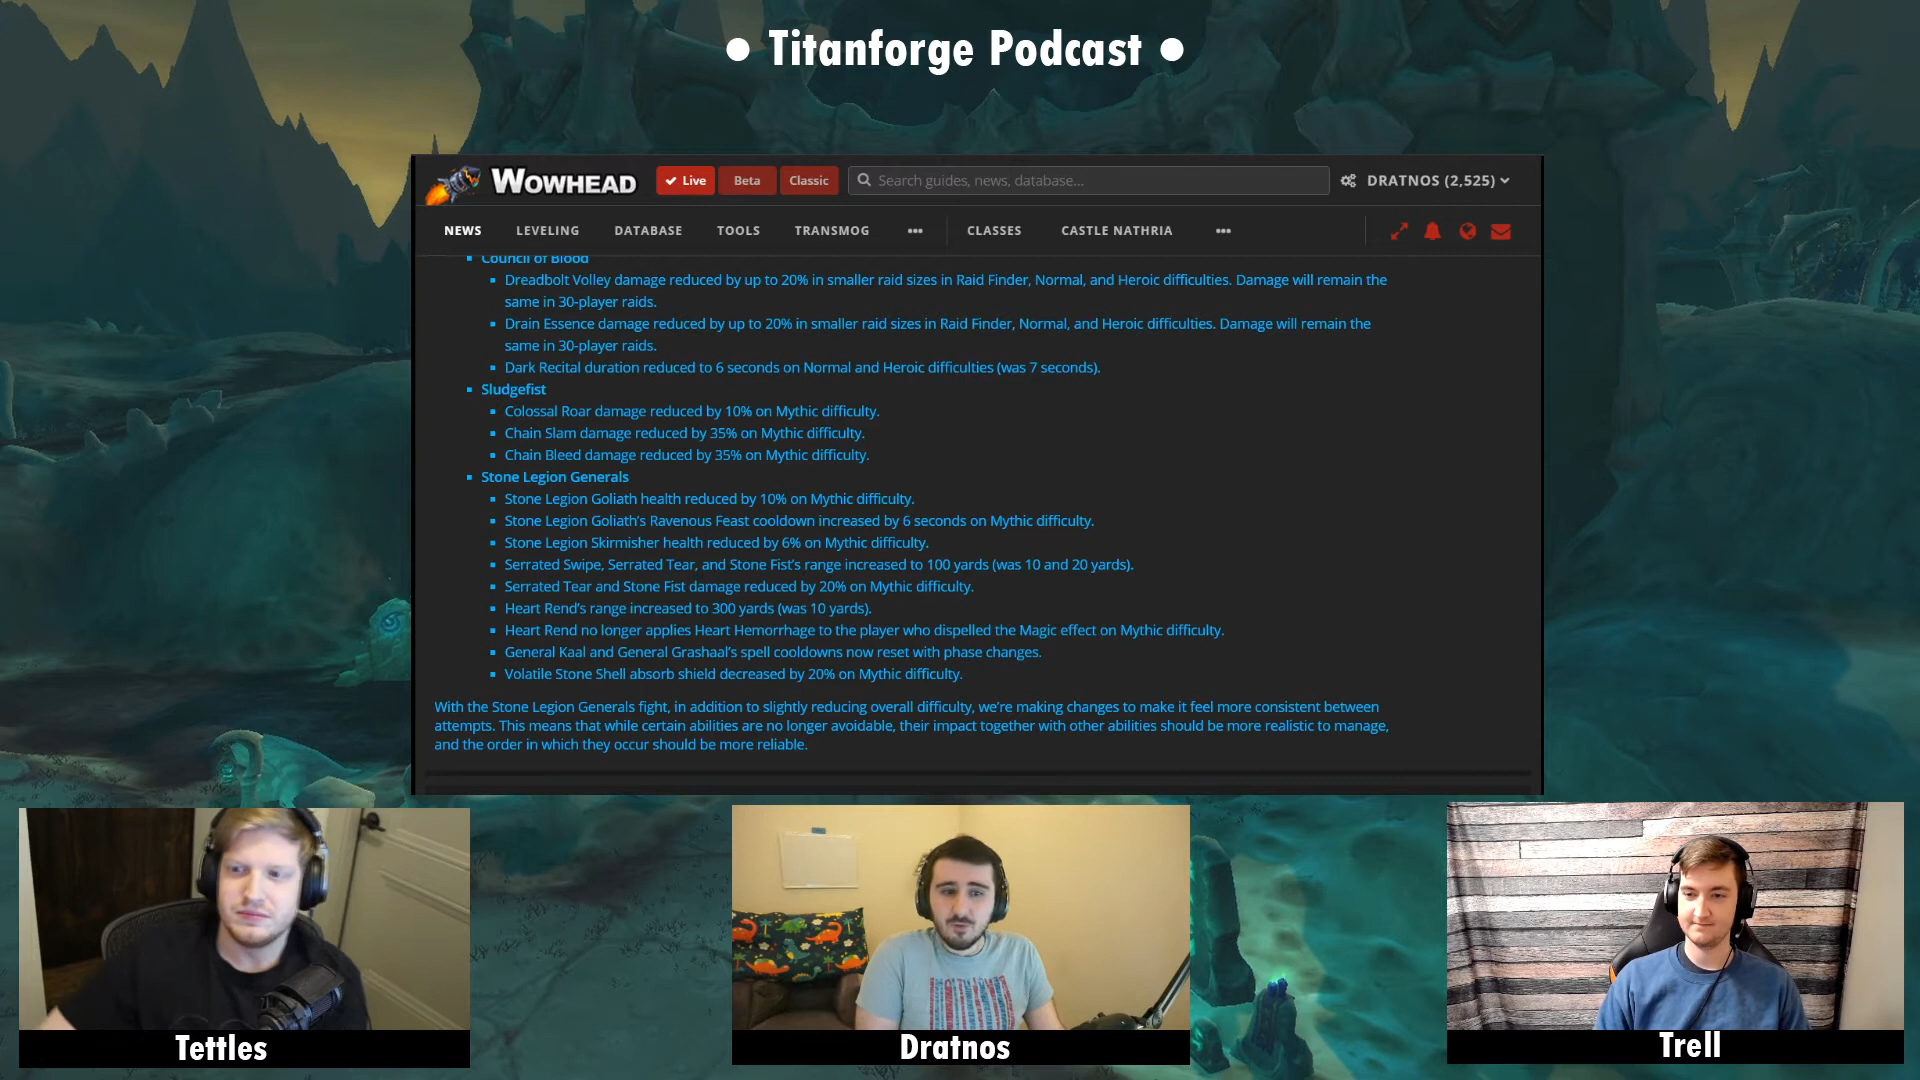 ● Titanforge Podcast ●
WOWHEAD
Live
Beta
Classic
Search guides, news, database...
DRATNOS (2,525)
NEWS
LEVELING
DATABASE
TOOLS
TRANSMOG
•••
CLASSES
CASTLE NATHRIA
•••
Council of Blood
Dreadbolt Volley damage reduced by up to 20% in smaller raid sizes in Raid Finder, Normal, and Heroic difficulties. Damage will remain the
same in 30-player raids.
Drain Essence damage reduced by up to 20% in smaller raid sizes in Raid Finder, Normal, and Heroic difficulties. Damage will remain the
same in 30-player raids.
Dark Recital duration reduced to 6 seconds on Normal and Heroic difficulties (was 7 seconds).
Sludgefist
Colossal Roar damage reduced by 10% on Mythic difficulty.
Chain Slam damage reduced by 35% on Mythic difficulty.
Chain Bleed damage reduced by 35% on Mythic difficulty.
Stone Legion Generals
Stone Legion Goliath health reduced by 10% on Mythic difficulty.
Stone Legion Goliath's Ravenous Feast cooldown increased by 6 seconds on Mythic difficulty.
Stone Legion Skirmisher health reduced by 6% on Mythic difficulty.
Serrated Swipe, Serrated Tear, and Stone Fist's range increased to 100 yards (was 10 and 20 yards).
Serrated Tear and Stone Fist damage reduced by 20% on Mythic difficulty.
Heart Rend's range increased to 300 yards (was 10 yards).
Heart Rend no longer applies Heart Hemorrhage to the player who dispelled the Magic effect on Mythic difficulty.
General Kaal and General Grashaal's spell cooldowns now reset with phase changes.
Volatile Stone Shell absorb shield decreased by 20% on Mythic difficulty.
With the Stone Legion Generals fight, in addition to slightly reducing overall difficulty, we're making changes to make it feel more consistent between
attempts. This means that while certain abilities are no longer avoidable, their impact together with other abilities should be more realistic to manage,
and the order in which they occur should be more reliable.
Tettles
Dratnos
Trell